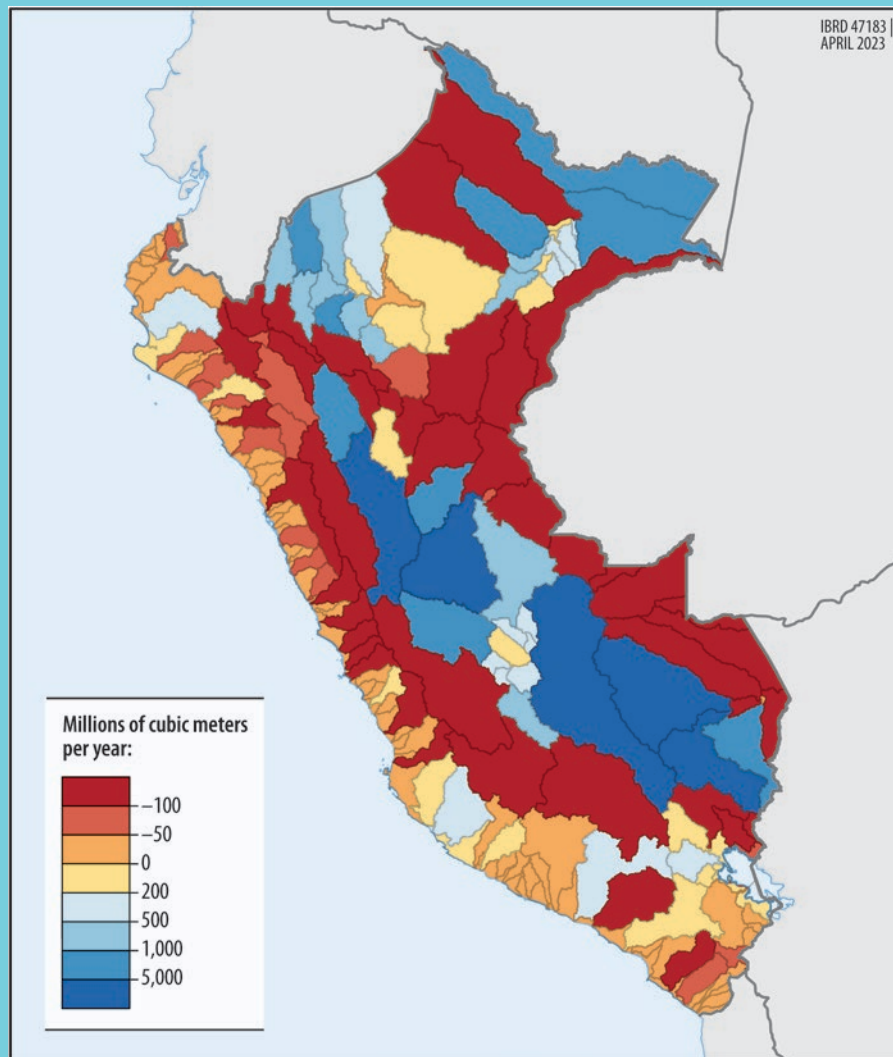 IBRD 47183 |
APRIL 2023
Millions of cubic meters
per year:
–100
–50
0
200
500
1,000
5,000